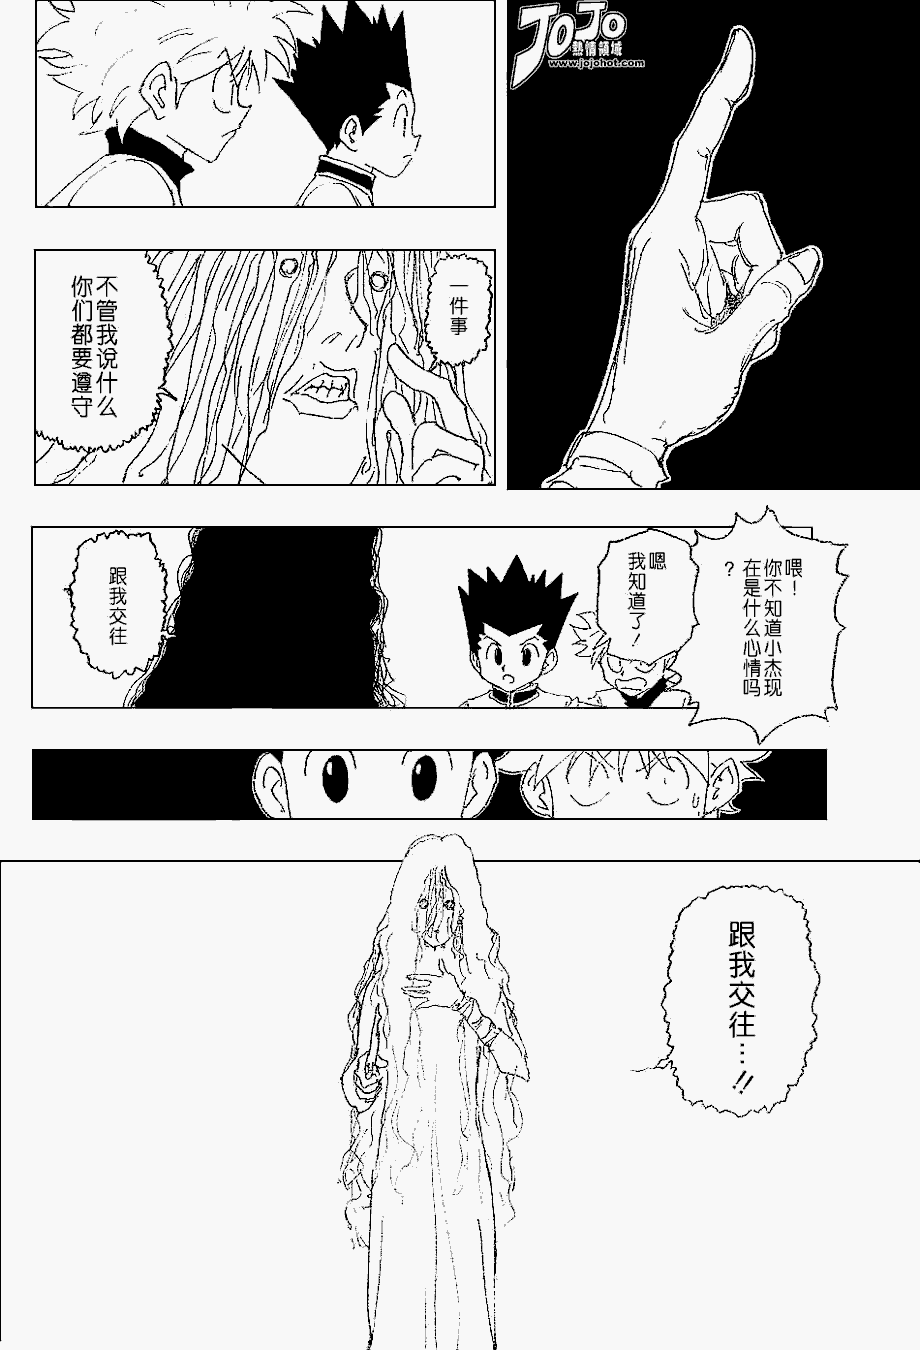 JOJO
熱情領域
www.jojohot.com
一件事
不管我说什么
你们都要遵守
喂！
你不知道小杰现
在是什么心情吗
？
嗯
我知道了！
跟我交往
跟我交往…！！